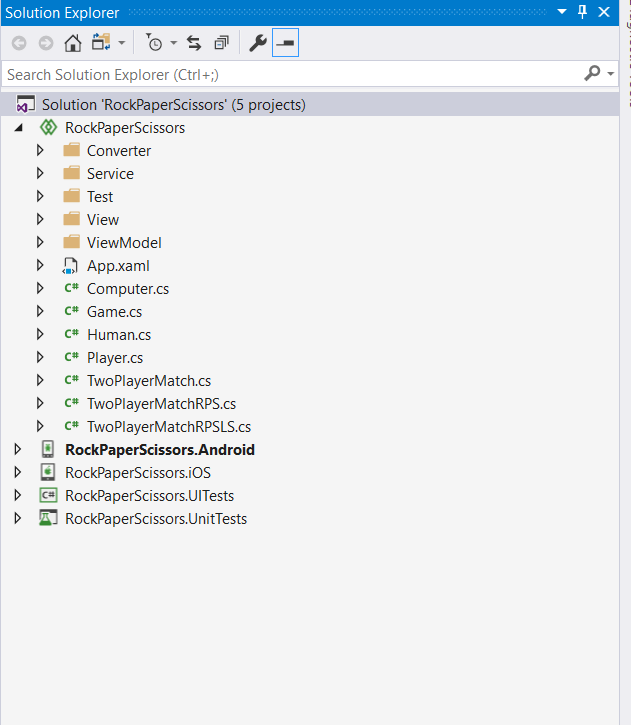 Solution Explorer
Search Solution Explorer (Ctrl+;)
Solution 'RockPaperScissors' (5 projects)
RockPaperScissors
Converter
Service
Test
View
ViewModel
App.xaml
C# Computer.cs
C# Game.cs
C# Human.cs
C# Player.cs
C# TwoPlayerMatch.cs
C# TwoPlayerMatchRPS.cs
C# TwoPlayerMatchRPSLS.cs
RockPaperScissors.Android
RockPaperScissors.iOS
C# RockPaperScissors.UITests
RockPaperScissors.UnitTests